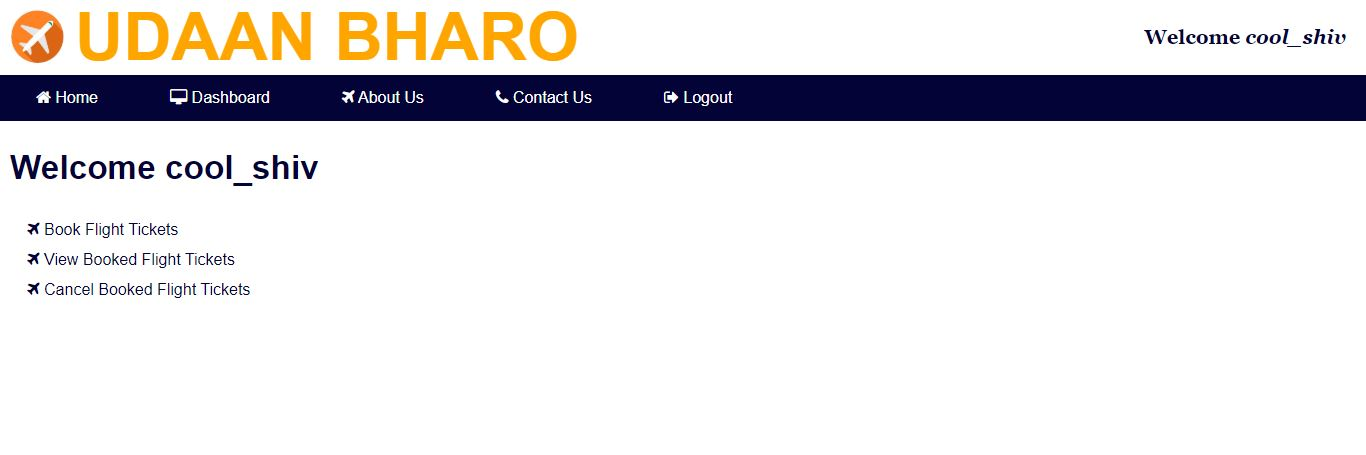 UDAAN BHARO
Welcome cool_shiv
Home Dashboard About Us Contact Us Logout
Welcome cool_shiv
Book Flight Tickets
View Booked Flight Tickets
Cancel Booked Flight Tickets